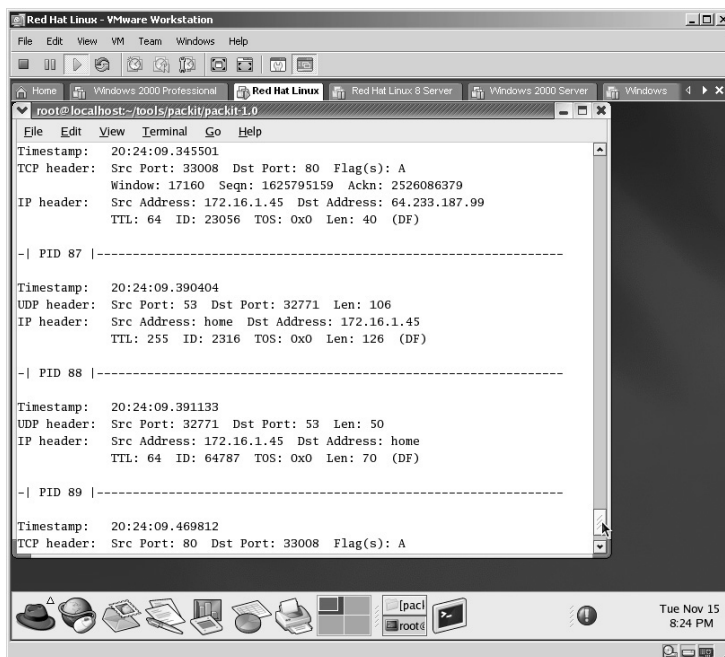 Red Hat Linux - VMware Workstation
File Edit View VM Team Windows Help
Home Windows 2000 Professional Red Hat Linux Red Hat Linux 8 Server Windows 2000 Server Windows
root@localhost:~/tools/packit/packit-1.0
File Edit View Terminal Go Help
Timestamp: 20:24:09.345501
TCP header: Src Port: 33008 Dst Port: 80 Flag(s): A
Window: 17160 Seqn: 1625795159 Ackn: 2526086379
IP header: Src Address: 172.16.1.45 Dst Address: 64.233.187.99
TTL: 64 ID: 23056 TOS: 0x0 Len: 40 (DF)
-| PID 87 |-----------------------------------------------------------
Timestamp: 20:24:09.390404
UDP header: Src Port: 53 Dst Port: 32771 Len: 106
IP header: Src Address: home Dst Address: 172.16.1.45
TTL: 255 ID: 2316 TOS: 0x0 Len: 126 (DF)
-| PID 88 |-----------------------------------------------------------
Timestamp: 20:24:09.391133
UDP header: Src Port: 32771 Dst Port: 53 Len: 50
IP header: Src Address: 172.16.1.45 Dst Address: home
TTL: 64 ID: 64787 TOS: 0x0 Len: 70 (DF)
-| PID 89 |-----------------------------------------------------------
Timestamp: 20:24:09.469812
TCP header: Src Port: 80 Dst Port: 33008 Flag(s): A
[pacl
root@
Tue Nov 15
8:24 PM